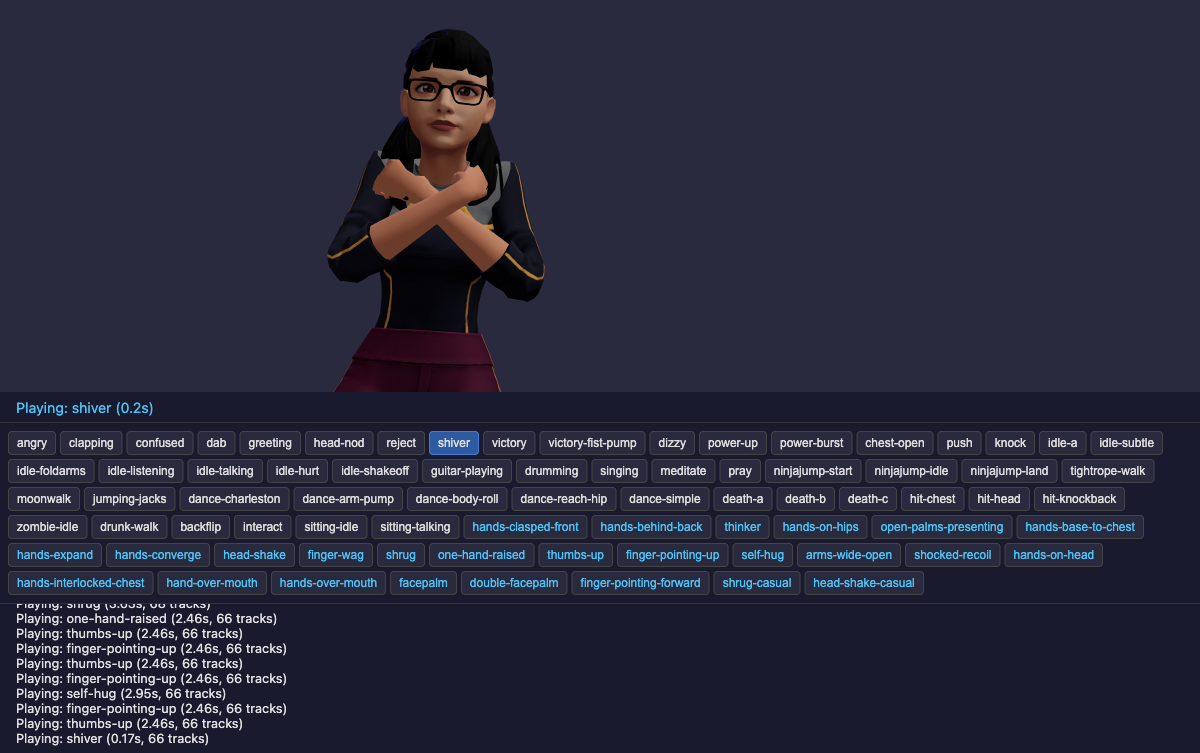 Playing: shiver (0.2s)
angry clapping confused dab greeting head-nod reject shiver victory victory-fist-pump dizzy power-up power-burst chest-open push knock idle-a idle-subtle
idle-foldarms idle-listening idle-talking idle-hurt idle-shakeoff guitar-playing drumming singing meditate pray ninjajump-start ninjajump-idle ninjajump-land tightrope-walk
moonwalk jumping-jacks dance-charleston dance-arm-pump dance-body-roll dance-reach-hip dance-simple death-a death-b death-c hit-chest hit-head hit-knockback
zombie-idle drunk-walk backflip interact sitting-idle sitting-talking hands-clasped-front hands-behind-back thinker hands-on-hips open-palms-presenting hands-base-to-chest
hands-expand hands-converge head-shake finger-wag shrug one-hand-raised thumbs-up finger-pointing-up self-hug arms-wide-open shocked-recoil hands-on-head
hands-interlocked-chest hand-over-mouth hands-over-mouth facepalm double-facepalm finger-pointing-forward shrug-casual head-shake-casual
Playing: shrug (3.63s, 68 tracks)
Playing: one-hand-raised (2.46s, 66 tracks)
Playing: thumbs-up (2.46s, 66 tracks)
Playing: finger-pointing-up (2.46s, 66 tracks)
Playing: thumbs-up (2.46s, 66 tracks)
Playing: finger-pointing-up (2.46s, 66 tracks)
Playing: self-hug (2.95s, 66 tracks)
Playing: finger-pointing-up (2.46s, 66 tracks)
Playing: thumbs-up (2.46s, 66 tracks)
Playing: shiver (0.17s, 66 tracks)